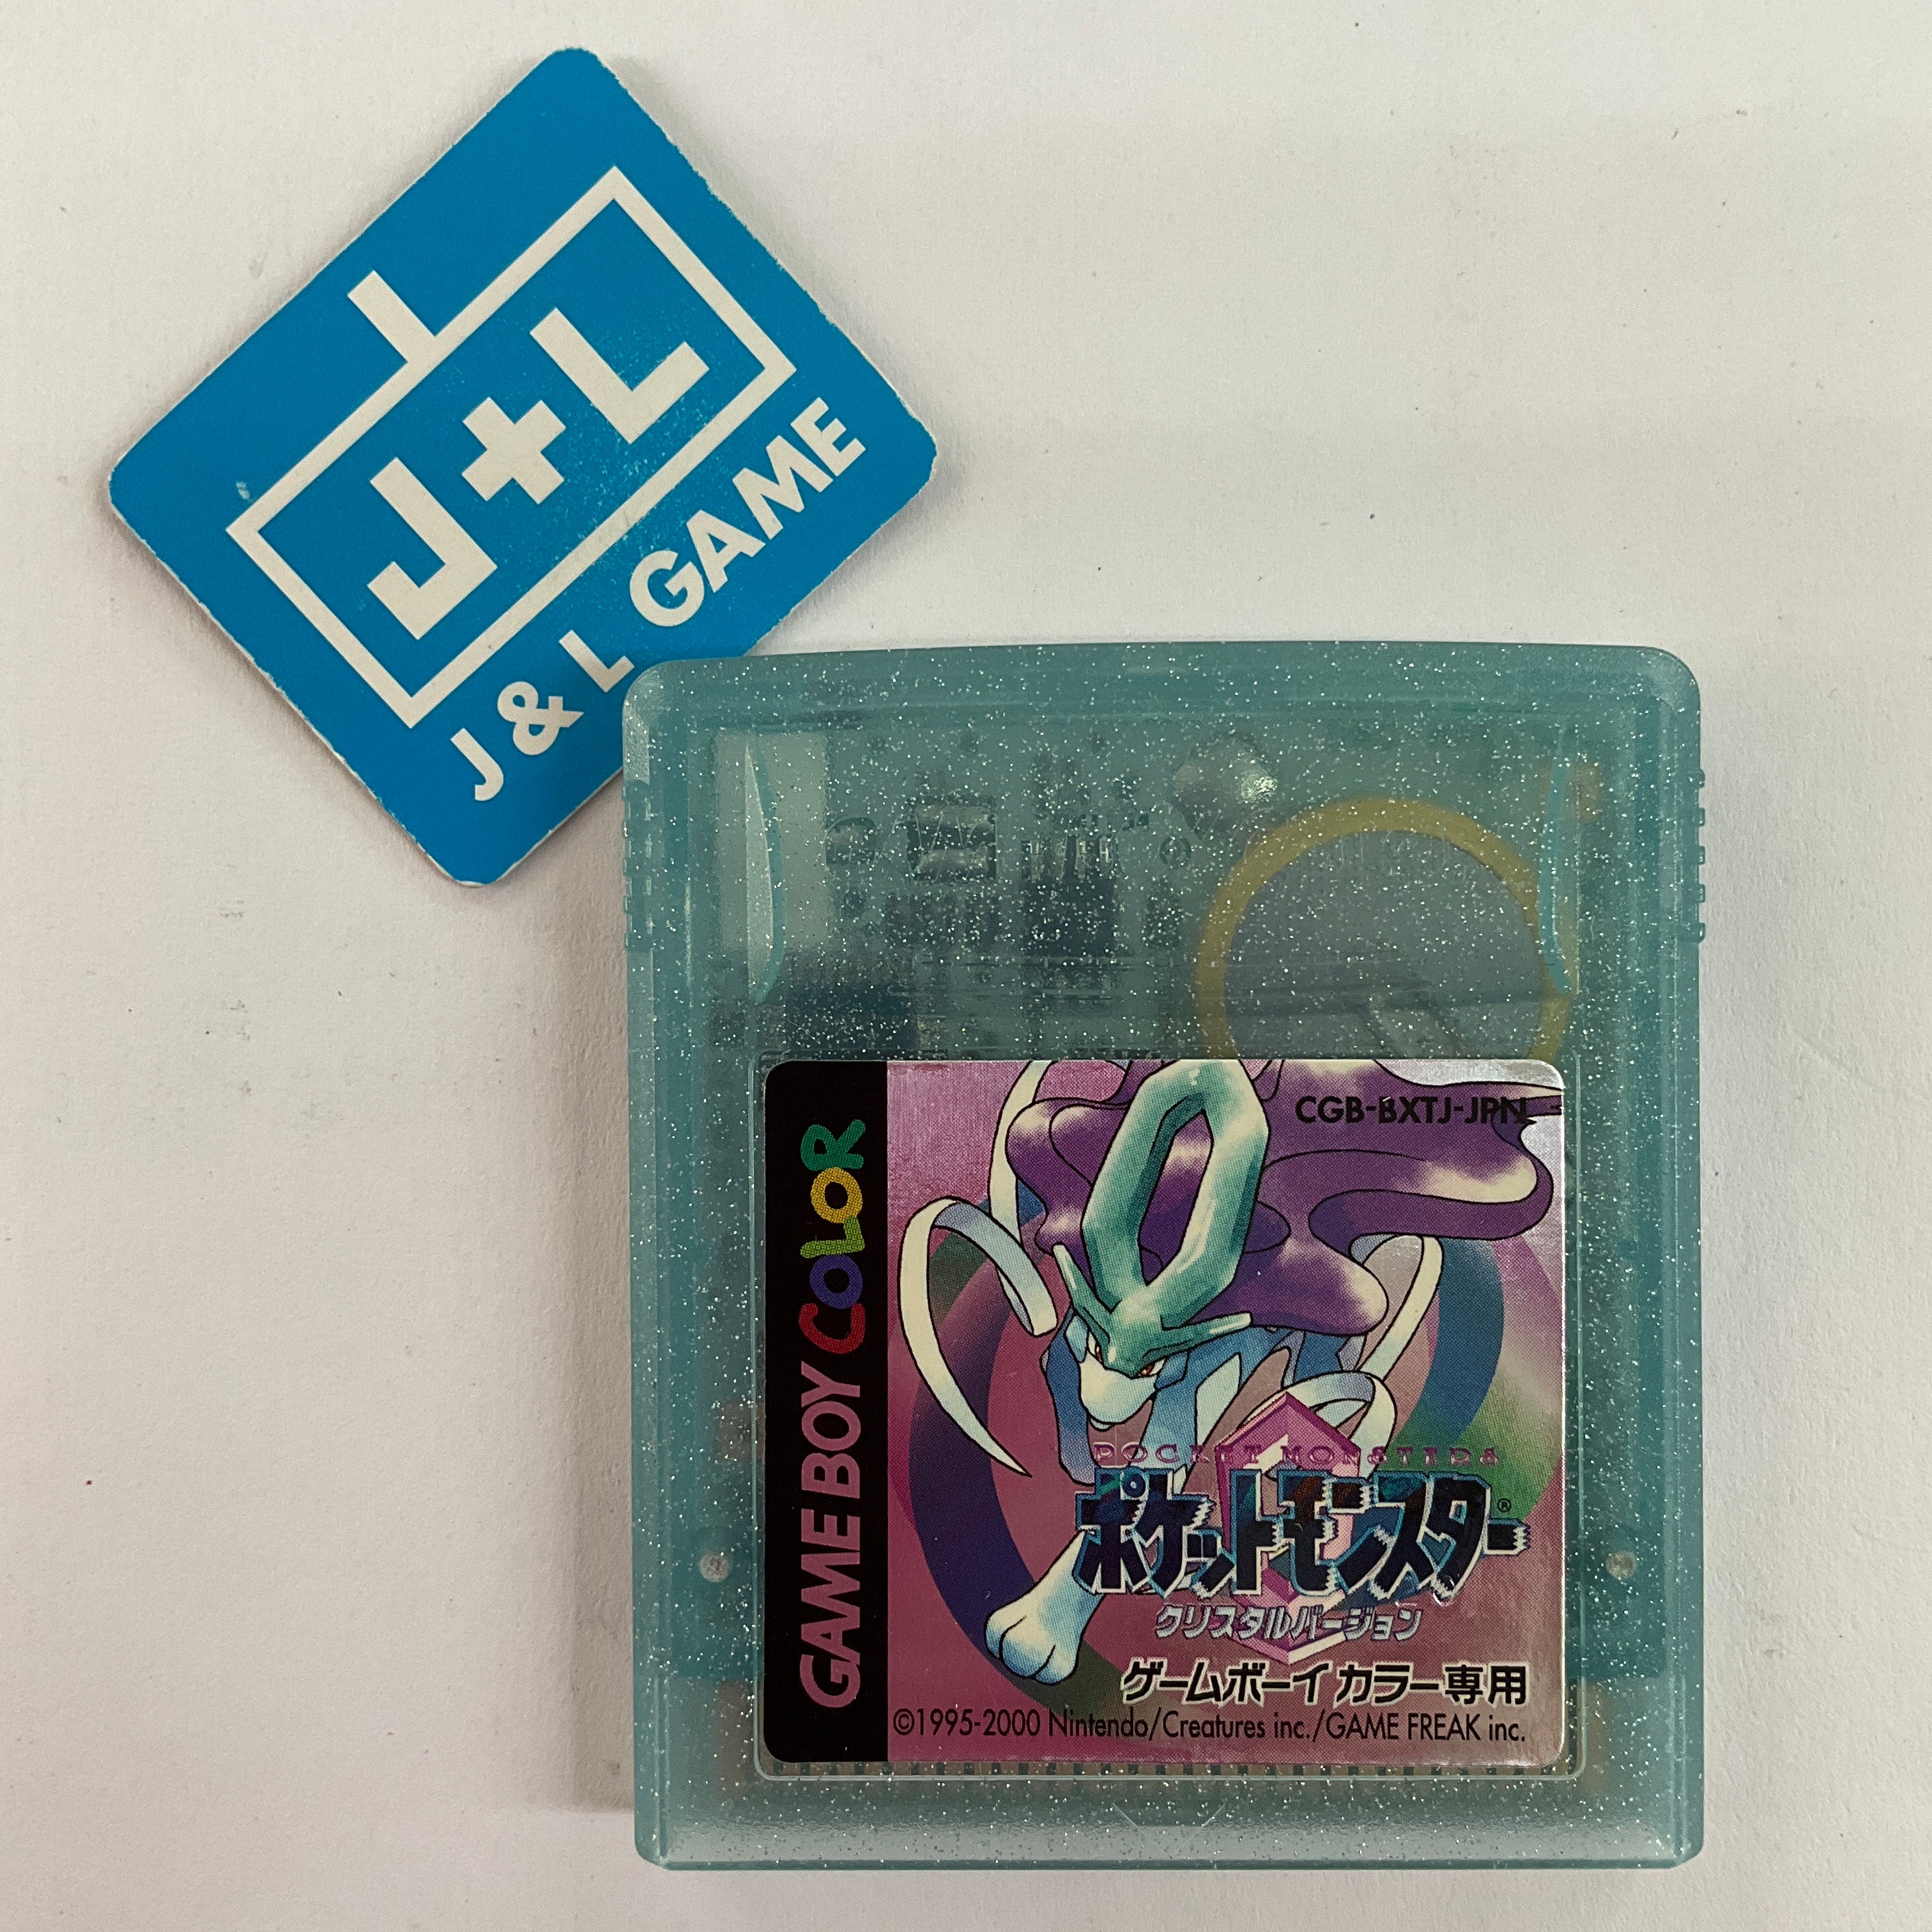 J+L
J & L GAME
GAME BOY COLOR
CGB-BXTJ-JPN
POCKET MONSTERS
ポケットモンスター®
クリスタルバージョン
ゲームボーイカラー専用
©1995-2000 Nintendo/Creatures inc./GAME FREAK inc.